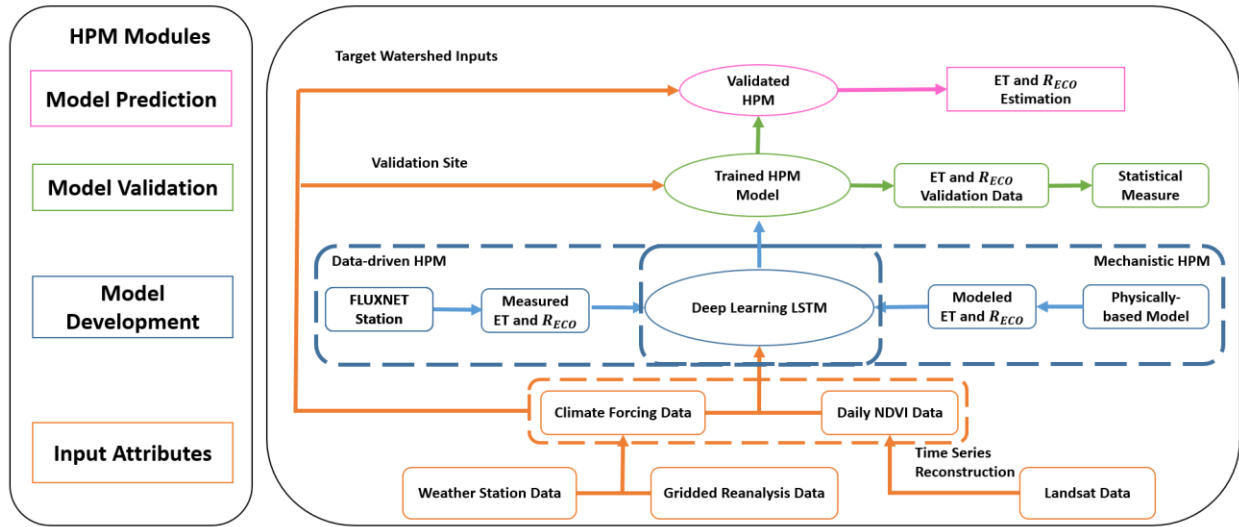 HPM Modules
Model Prediction
Model Validation
Model
Development
Input Attributes
Target Watershed Inputs
Validated
HPM
ET and R_ECO
Estimation
Validation Site
Trained HPM
Model
ET and R_ECO
Validation Data
Statistical
Measure
Data-driven HPM
Mechanistic HPM
FLUXNET
Station
Measured
ET and R_ECO
Deep Learning LSTM
Modeled
ET and R_ECO
Physically-
based Model
Climate Forcing Data
Daily NDVI Data
Time Series
Reconstruction
Weather Station Data
Gridded Reanalysis Data
Landsat Data